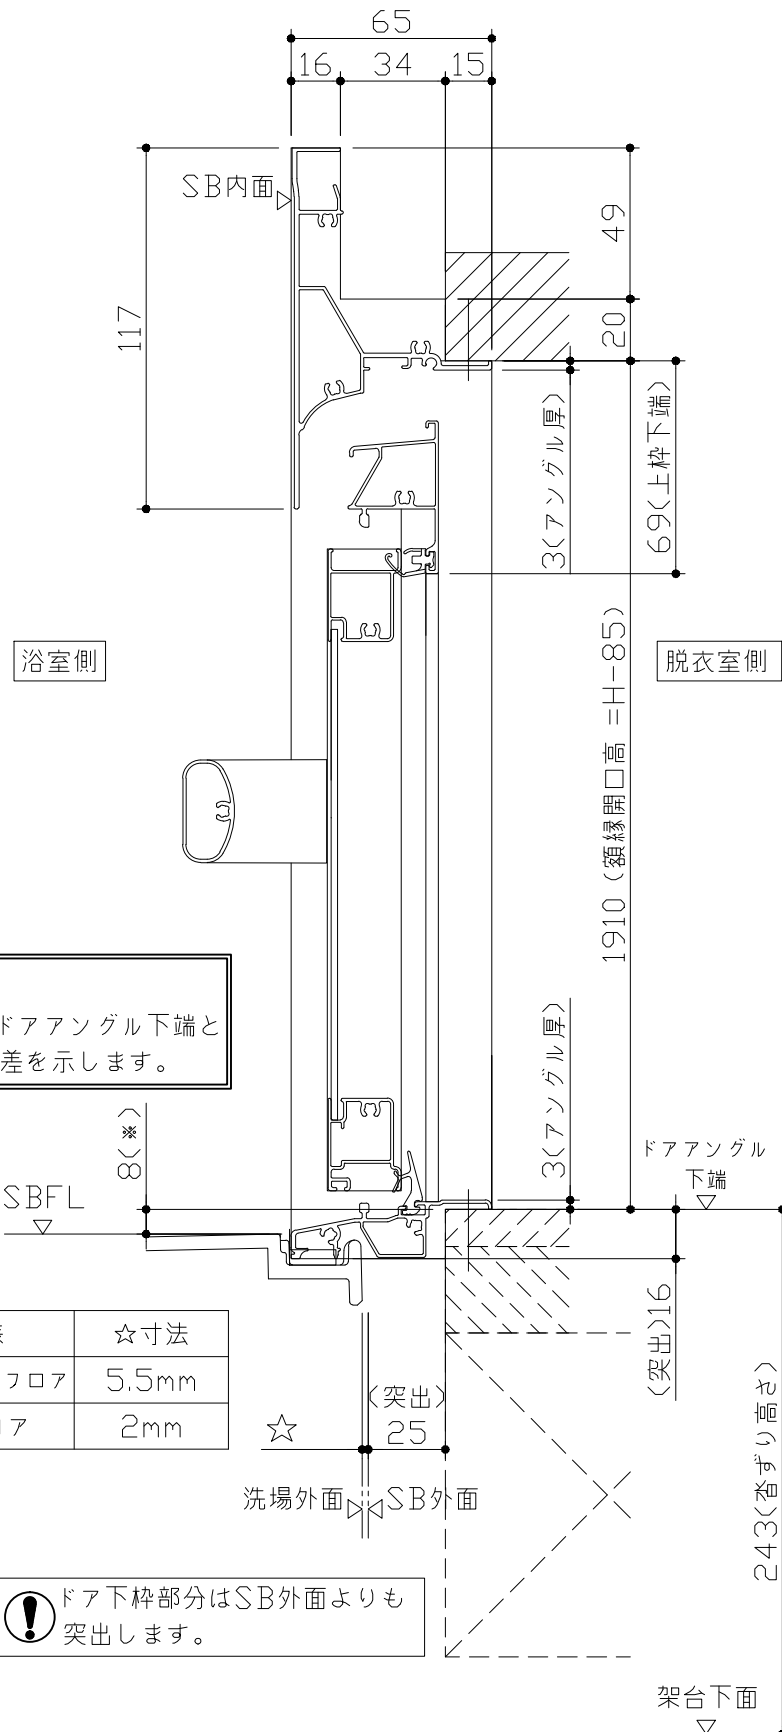 65
16
34
15
SB内面
49
117
20
3(アングル厚)
69(上枠下端)
浴室側
脱衣室側
1910 (額縁開口高 =H-85)
ドアアングル下端と
差を示します。
8(※)
3(アングル厚)
ドアアングル
下端
SBFL
(突出)16
☆寸法
フロア 5.5mm
ア 2mm
(突出)
☆ 25
洗場外面
SB外面
243(沓ずり高さ)
ドア下枠部分はSB外面よりも
突出します。
架台下面